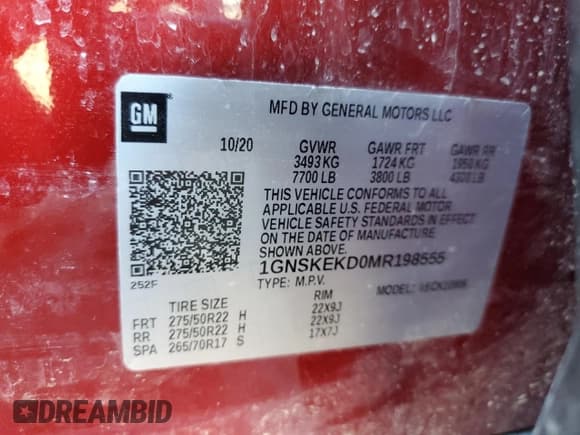 GM
MFD BY GENERAL MOTORS LLC
10/20 GVWR GAWR FRT GAWR RR
3493 KG 1724 KG 1950 KG
7700 LB 3800 LB 4300 LB
THIS VEHICLE CONFORMS TO ALL
APPLICABLE U.S. FEDERAL MOTOR
VEHICLE SAFETY STANDARDS IN EFFECT
ON THE DATE OF MANUFACTURE
SHOWN ABOVE.
252F
1GNSKEKD0MR198555
TYPE: M.P.V. MODEL:
TIRE SIZE RIM
FRT 275/50R22 H 22X9J
RR 275/50R22 H 22X9J
SPA 265/70R17 S 17X7J
DREAMBID